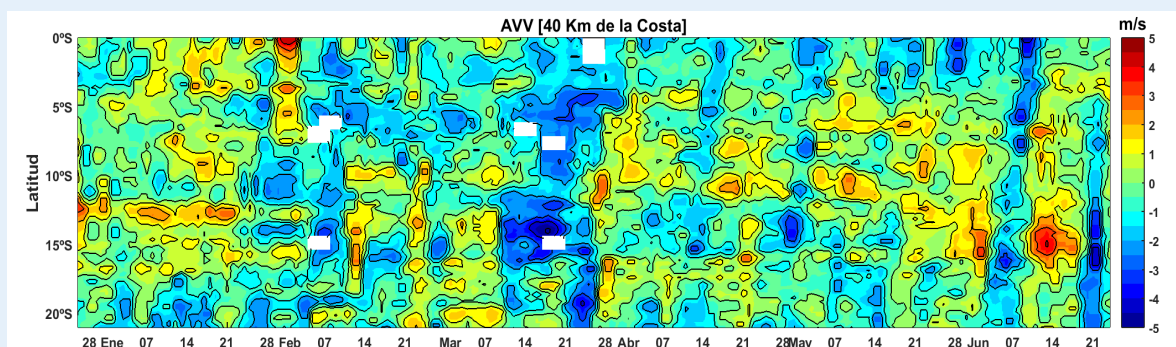 AVV [40 Km de la Costa]
m/s
0ºS
5ºS
10ºS
15ºS
20ºS
Latitud
28 Ene 07 14 21 28 Feb 07 14 21 Mar 07 14 21 28 Abr 07 14 21 28May 07 14 21 28 Jun 07 14 21
5
4
3
2
1
0
-1
-2
-3
-4
-5